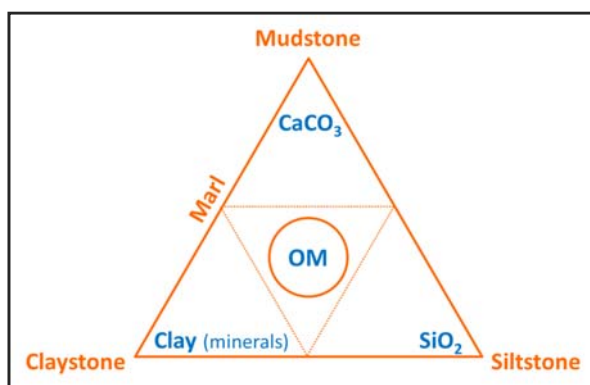 Mudstone
CaCO₃
Marl
OM
Clay (minerals)
SiO₂
Claystone
Siltstone